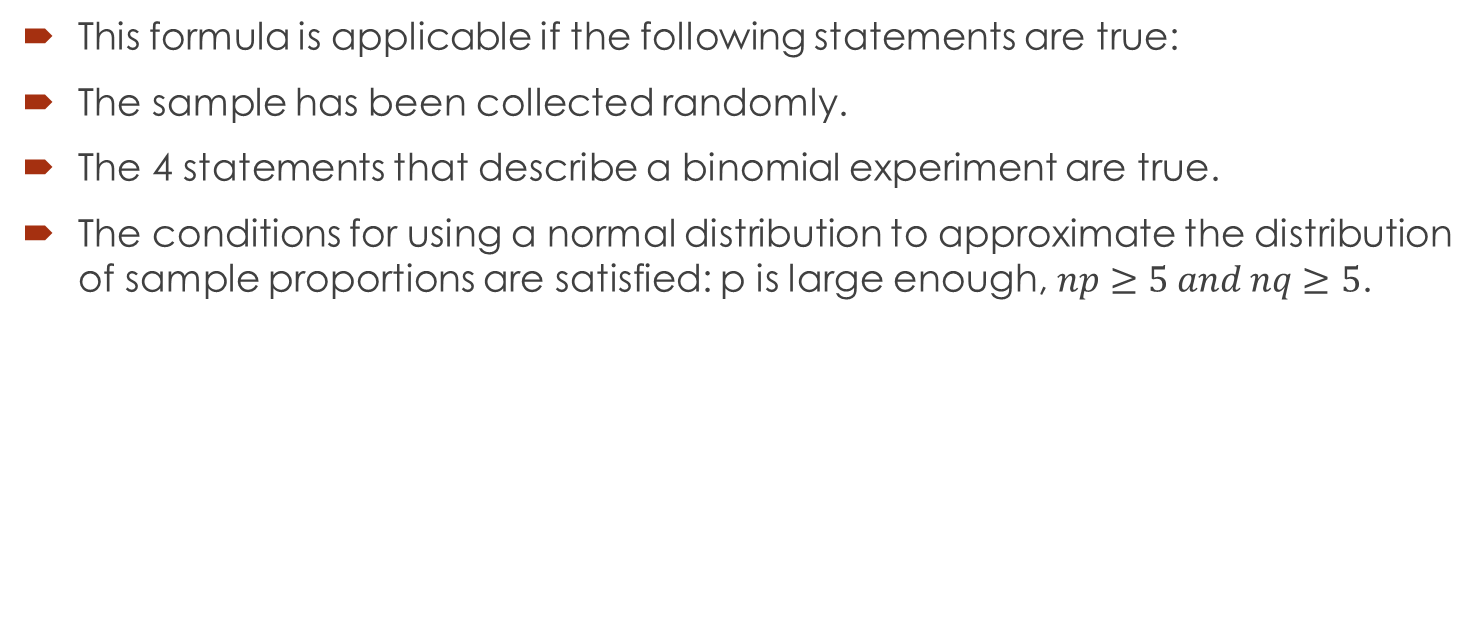 This formula is applicable if the following statements are true:
The sample has been collected randomly.
The 4 statements that describe a binomial experiment are true.
The conditions for using a normal distribution to approximate the distribution
of sample proportions are satisfied: p is large enough, np ≥ 5 and nq ≥ 5.